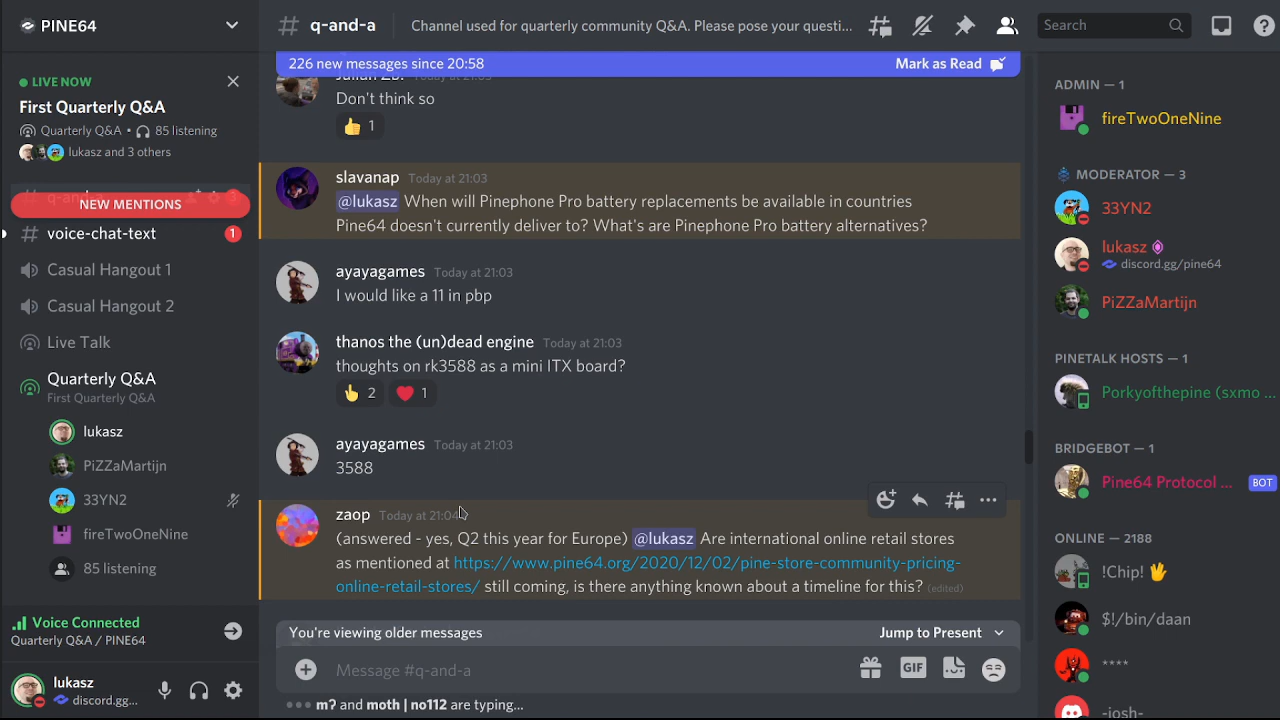 PINE64
q-and-a
Channel used for quarterly community Q&A. Please pose your questi...
Search
LIVE NOW
First Quarterly Q&A
Quarterly Q&A • 85 listening
lukasz and 3 others
q-and-a
3
NEW MENTIONS
voice-chat-text
1
Casual Hangout 1
Casual Hangout 2
Live Talk
Quarterly Q&A
First Quarterly Q&A
lukasz
PiZZaMartijn
33YN2
fireTwoOneNine
85 listening
Voice Connected
Quarterly Q&A / PINE64
lukasz
discord.gg...
226 new messages since 20:58
Mark as Read
Today at 21:03
Don't think so
1
slavanap Today at 21:03
@lukasz When will Pinephone Pro battery replacements be available in countries
Pine64 doesn't currently deliver to? What's are Pinephone Pro battery alternatives?
ayayagames Today at 21:03
I would like a 11 in pbp
thanos the (un)dead engine Today at 21:03
thoughts on rk3588 as a mini ITX board?
2
1
ayayagames Today at 21:03
3588
zaop Today at 21:04
(answered - yes, Q2 this year for Europe) @lukasz Are international online retail stores
as mentioned at https://www.pine64.org/2020/12/02/pine-store-community-pricing-
online-retail-stores/ still coming, is there anything known about a timeline for this? (edited)
You're viewing older messages
Jump to Present
Message #q-and-a
GIF
m? and moth | no112 are typing...
ADMIN — 1
fireTwoOneNine
MODERATOR — 3
33YN2
lukasz
discord.gg/pine64
PiZZaMartijn
PINETALK HOSTS — 1
Porkyofthepine (sxmo ...
BRIDGEBOT — 1
Pine64 Protocol ...
BOT
ONLINE — 2188
!Chip! 🖖
$!/bin/daan
****
-josh-